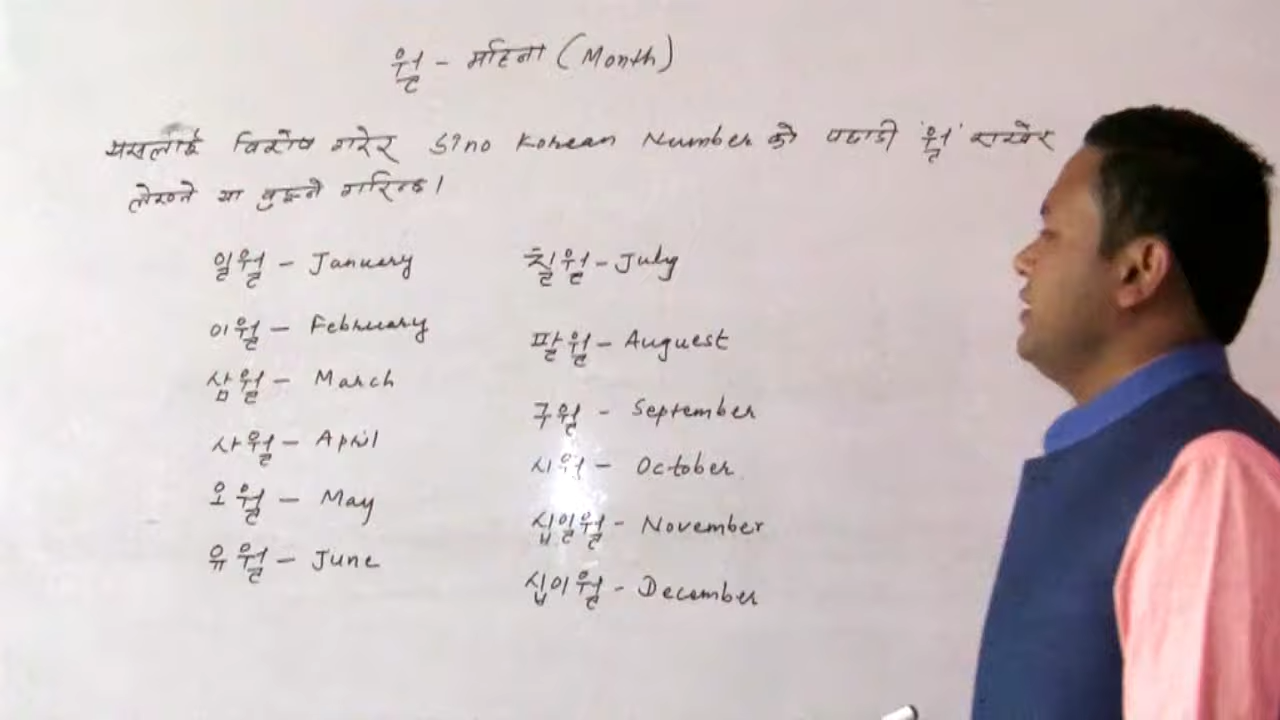 월 - महिना (Month)
यसलाई विशेष गरेर Sino Korean Number को पछाडी '월' राखेर
लेख्ने या बुझ्ने गरिन्छ।
일월 - January
이월 - February
삼월 - March
사월 - April
오월 - May
유월 - June
칠월 - July
팔월 - Auguest
구월 - September
시월 - October
십일월 - November
십이월 - December